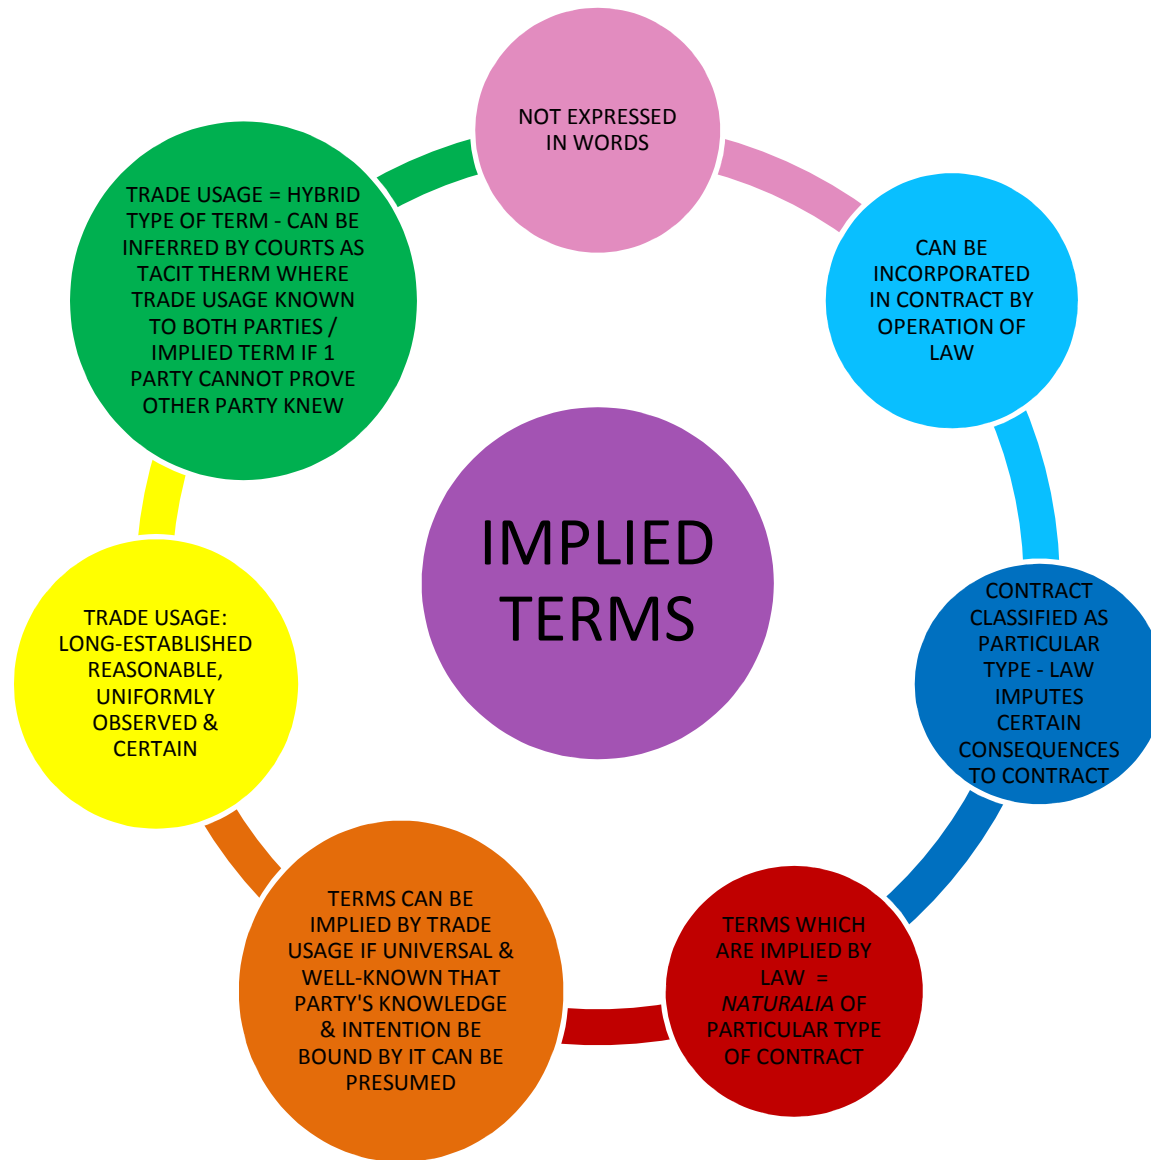 NOT EXPRESSED
IN WORDS
CAN BE
INCORPORATED
IN CONTRACT BY
OPERATION OF
LAW
CONTRACT
CLASSIFIED AS
PARTICULAR
TYPE - LAW
IMPUTES
CERTAIN
CONSEQUENCES
TO CONTRACT
TERMS WHICH
ARE IMPLIED BY
LAW =
NATURALIA OF
PARTICULAR TYPE
OF CONTRACT
TERMS CAN BE
IMPLIED BY TRADE
USAGE IF UNIVERSAL &
WELL-KNOWN THAT
PARTY'S KNOWLEDGE
& INTENTION BE
BOUND BY IT CAN BE
PRESUMED
TRADE USAGE:
LONG-ESTABLISHED
REASONABLE,
UNIFORMLY
OBSERVED &
CERTAIN
TRADE USAGE = HYBRID
TYPE OF TERM - CAN BE
INFERRED BY COURTS AS
TACIT THERM WHERE
TRADE USAGE KNOWN
TO BOTH PARTIES /
IMPLIED TERM IF 1
PARTY CANNOT PROVE
OTHER PARTY KNEW
IMPLIED
TERMS